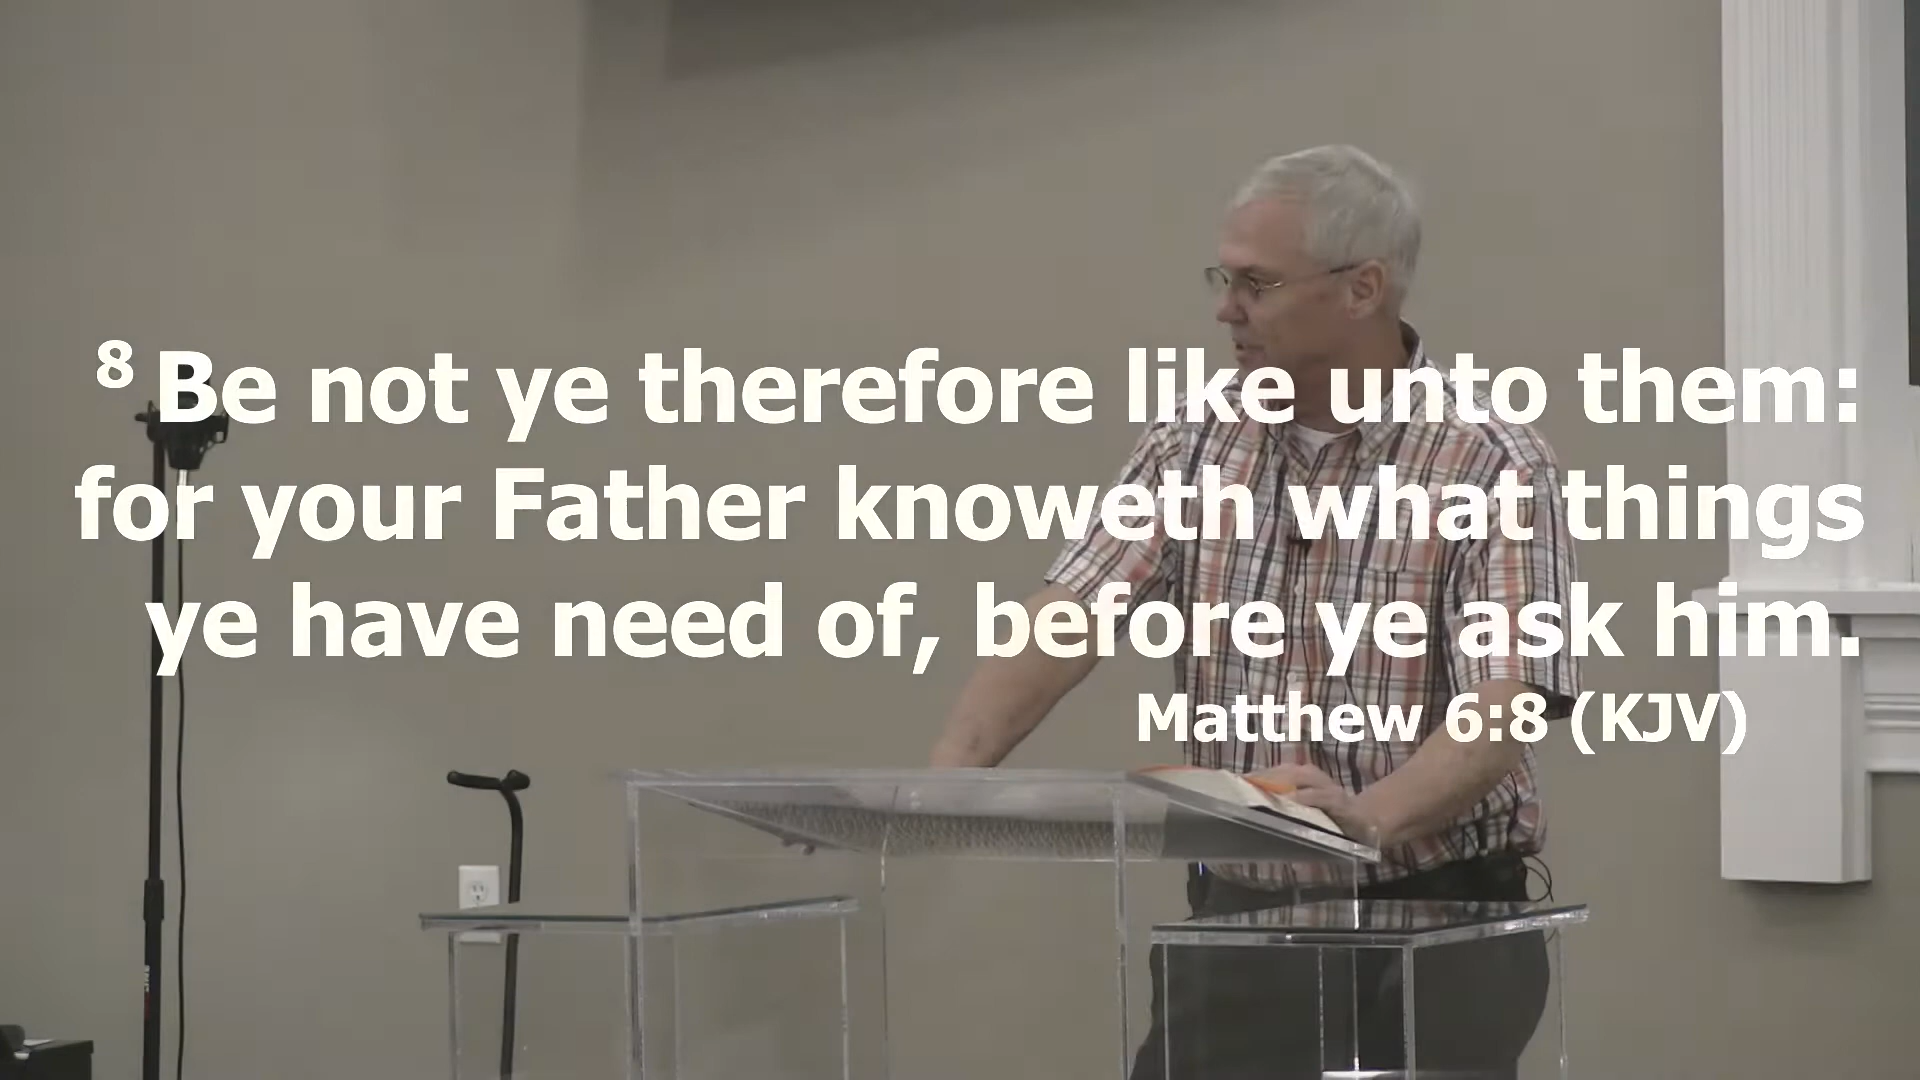 8 Be not ye therefore like unto them:
for your Father knoweth what things
ye have need of, before ye ask him.
Matthew 6:8 (KJV)